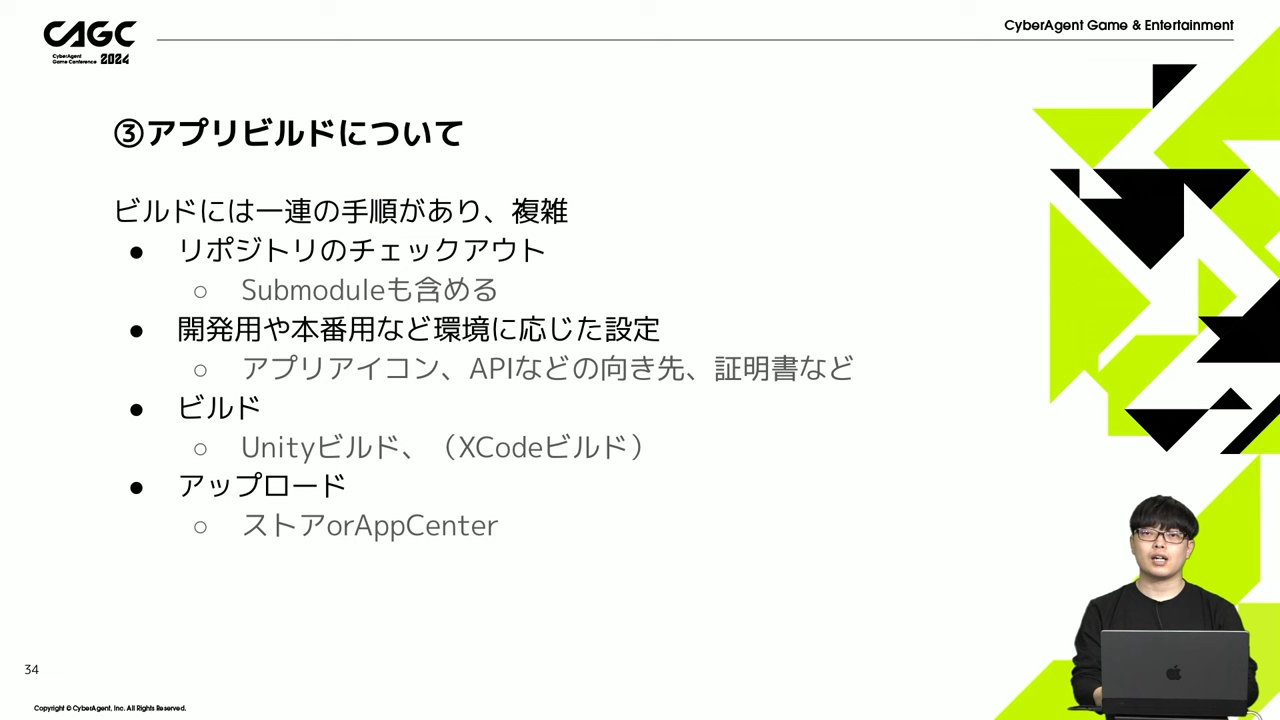 CAGC
CyberAgent
Game Conference 2024
CyberAgent Game & Entertainment
③アプリビルドについて
ビルドには一連の手順があり、複雑
● リポジトリのチェックアウト
○ Submoduleも含める
● 開発用や本番用など環境に応じた設定
○ アプリアイコン、APIなどの向き先、証明書など
● ビルド
○ Unityビルド、（XCodeビルド）
● アップロード
○ ストアorAppCenter
34
Copyright © CyberAgent, Inc. All Rights Reserved.